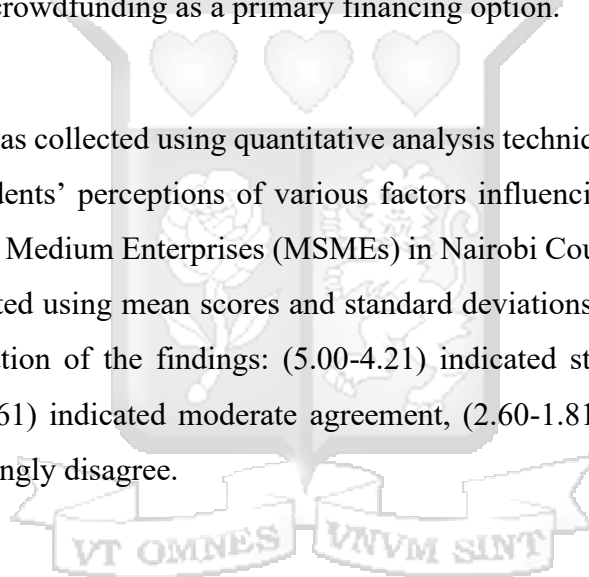 crowdfunding as a primary financing option.
as collected using quantitative analysis techniq
dents’ perceptions of various factors influenci
Medium Enterprises (MSMEs) in Nairobi Cou
ted using mean scores and standard deviations
tion of the findings: (5.00-4.21) indicated st
61) indicated moderate agreement, (2.60-1.81
ngly disagree.
VT OMNES VNVM SINT